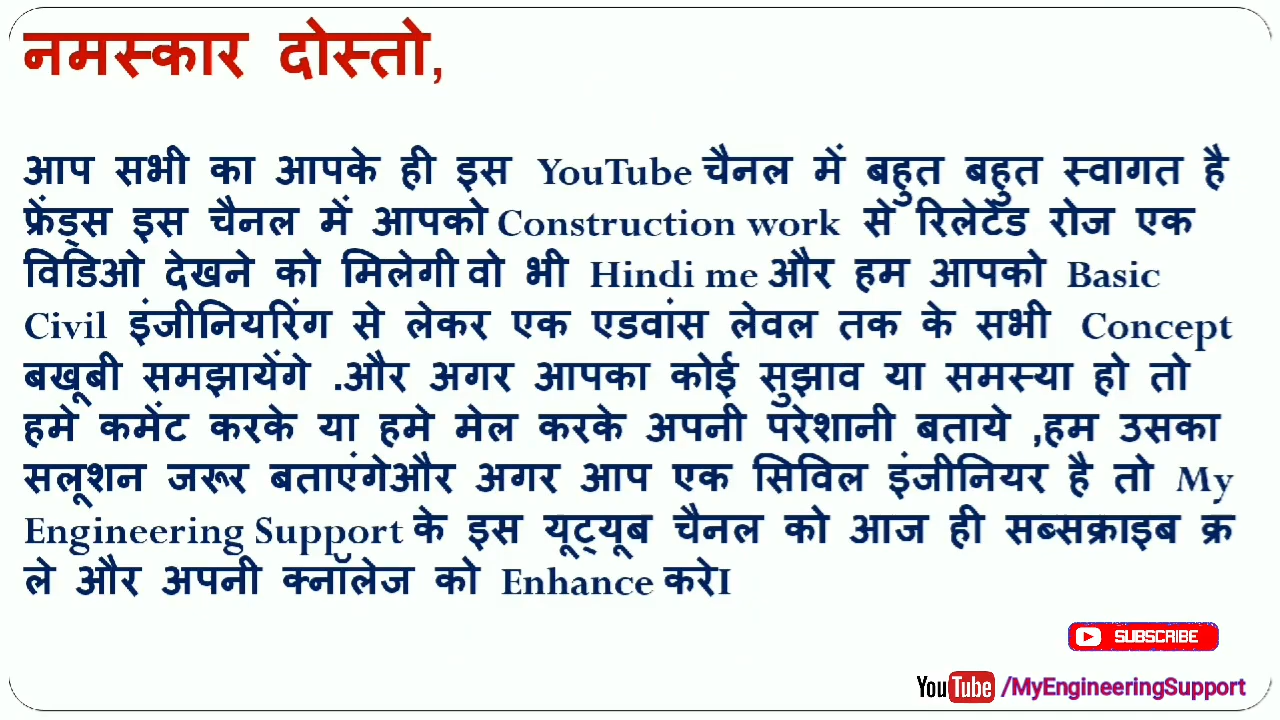 नमस्कार दोस्तो,
आप सभी का आपके ही इस YouTube चैनल में बहुत बहुत स्वागत है
फ्रेंड्स इस चैनल में आपको Construction work से रिलेटेड रोज एक
विडिओ देखने को मिलेगी वो भी Hindi me और हम आपको Basic
Civil इंजीनियरिंग से लेकर एक एडवांस लेवल तक के सभी Concept
बखूबी समझायेंगे .और अगर आपका कोई सुझाव या समस्या हो तो
हमे कमेंट करके या हमे मेल करके अपनी परेशानी बताये ,हम उसका
सलूशन जरूर बताएंगेऔर अगर आप एक सिविल इंजीनियर है तो My
Engineering Support के इस यूट्यूब चैनल को आज ही सब्सक्राइब क्र
ले और अपनी क्नॉलेज को Enhance करेI
SUBSCRIBE
YouTube /MyEngineeringSupport